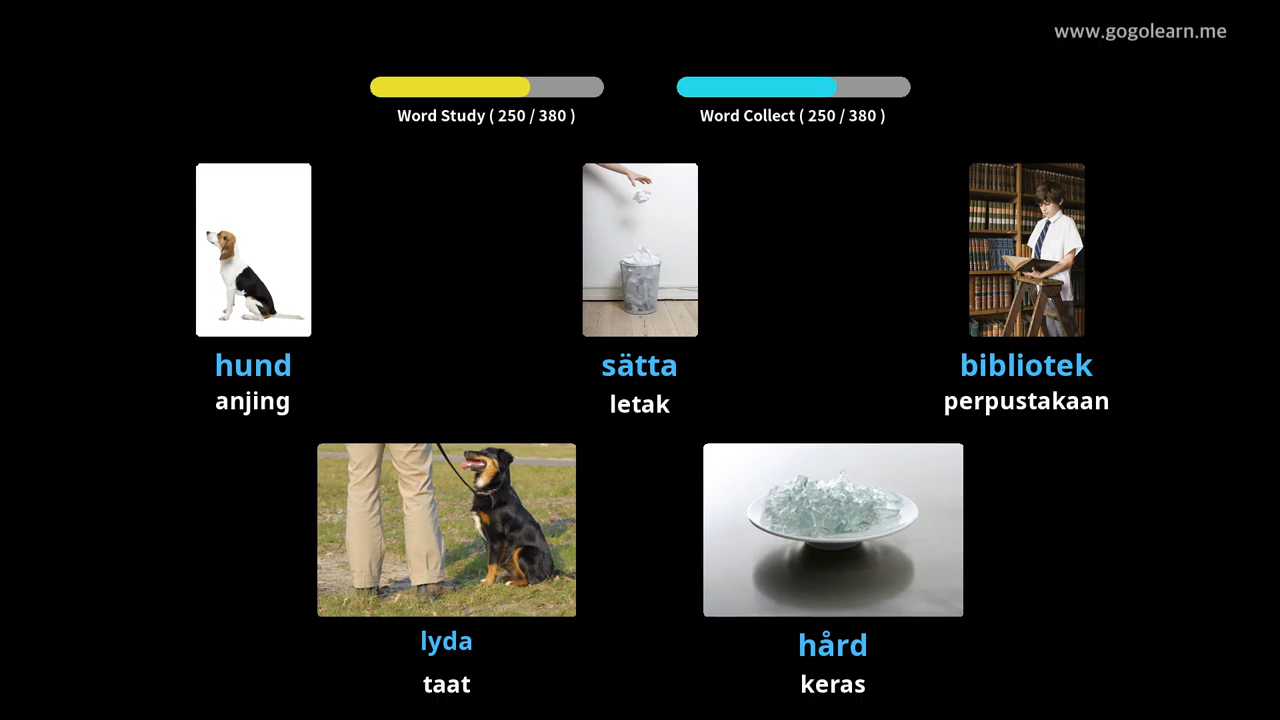 www.gogolearn.me
Word Study ( 250 / 380 )
Word Collect ( 250 / 380 )
hund
anjing
sätta
letak
bibliotek
perpustakaan
lyda
taat
hård
keras